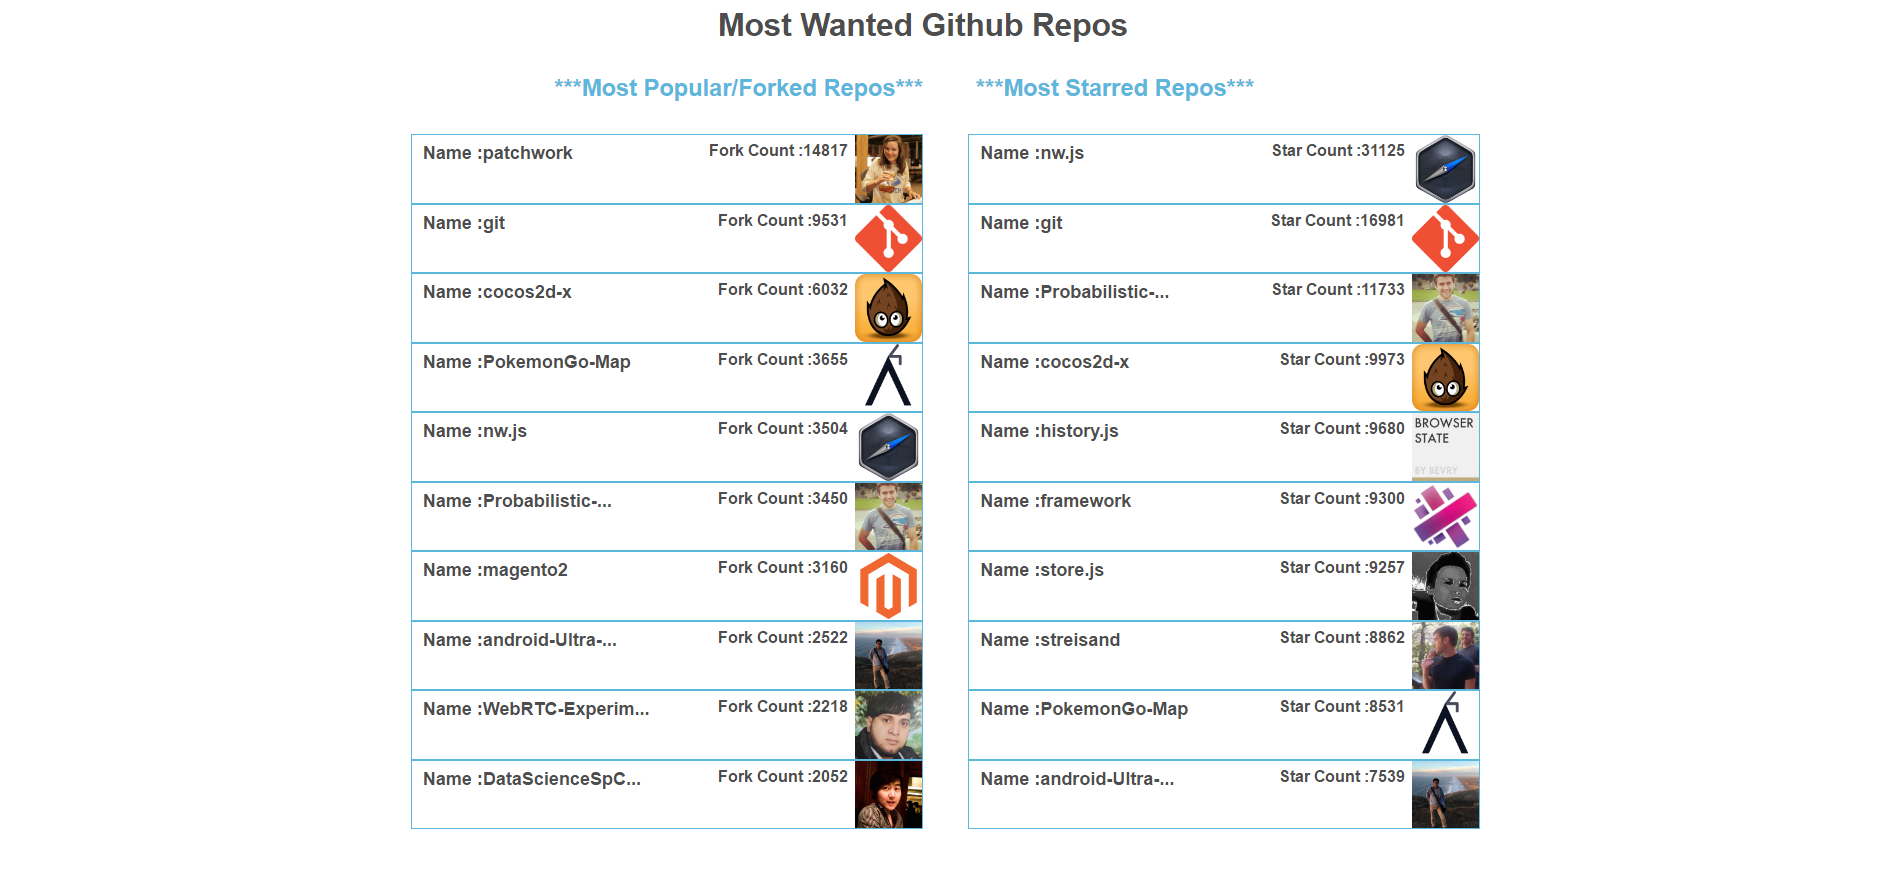 Most Wanted Github Repos
***Most Popular/Forked Repos***
Name :patchwork Fork Count :14817
Name :git Fork Count :9531
Name :cocos2d-x Fork Count :6032
Name :PokemonGo-Map Fork Count :3655
Name :nw.js Fork Count :3504
Name :Probabilistic-... Fork Count :3450
Name :magento2 Fork Count :3160
Name :android-Ultra-... Fork Count :2522
Name :WebRTC-Experim... Fork Count :2218
Name :DataScienceSpC... Fork Count :2052
***Most Starred Repos***
Name :nw.js Star Count :31125
Name :git Star Count :16981
Name :Probabilistic-... Star Count :11733
Name :cocos2d-x Star Count :9973
Name :history.js Star Count :9680
BROWSER
STATE
BY BEVRY
Name :framework Star Count :9300
Name :store.js Star Count :9257
Name :streisand Star Count :8862
Name :PokemonGo-Map Star Count :8531
Name :android-Ultra-... Star Count :7539